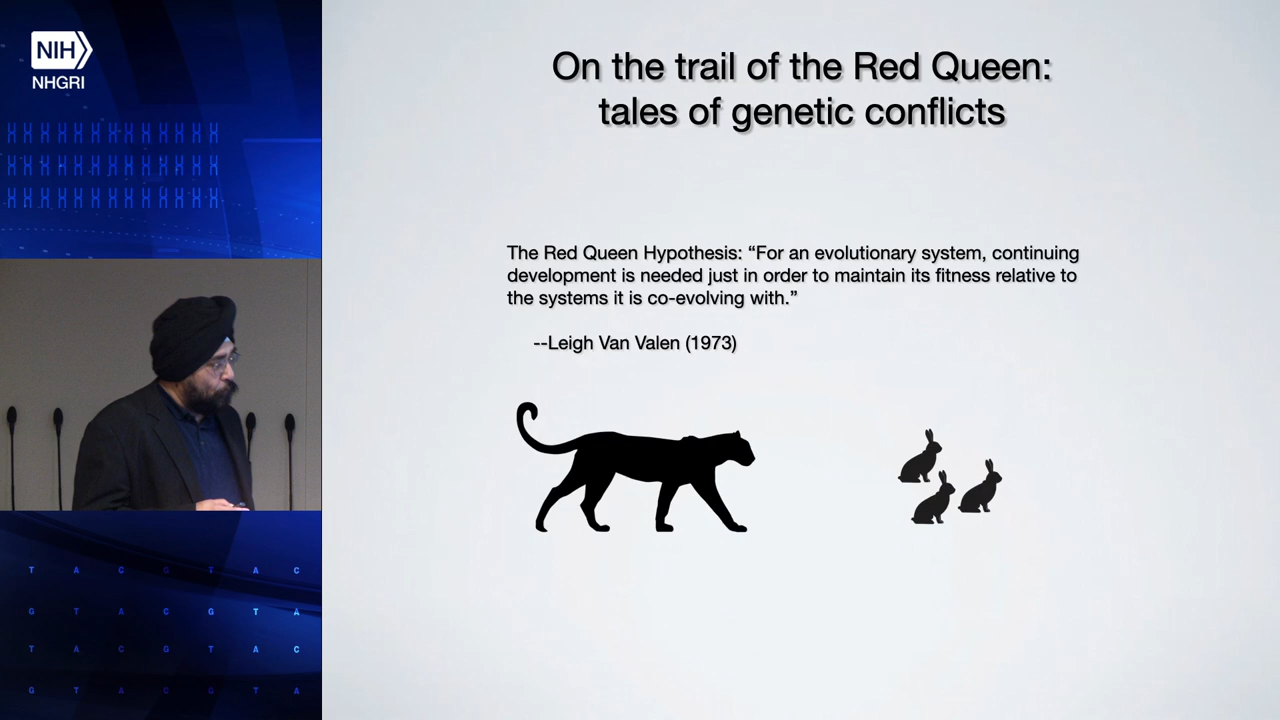 NIH
NHGRI
On the trail of the Red Queen:
tales of genetic conflicts
The Red Queen Hypothesis: “For an evolutionary system, continuing
development is needed just in order to maintain its fitness relative to
the systems it is co-evolving with.”
--Leigh Van Valen (1973)
T A C G T A C
G T A C G T A
T A C G T A C
G T A C G T A